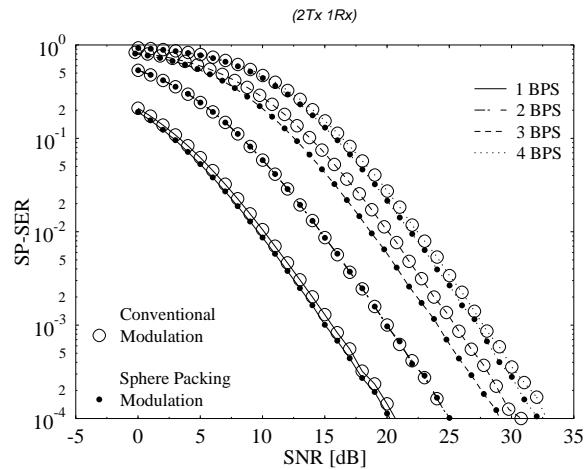 (2Tx 1Rx)
10^0
5
2
10^-1
5
2
10^-2
5
2
10^-3
5
2
10^-4
SP-SER
1 BPS
2 BPS
3 BPS
4 BPS
Conventional
Modulation
Sphere Packing
Modulation
-5 0 5 10 15 20 25 30 35
SNR [dB]